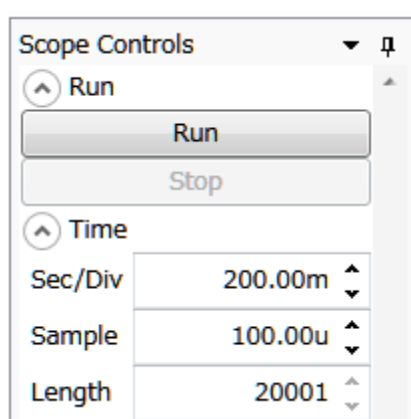 Scope Controls
Run
Run
Stop
Time
Sec/Div 200.00m
Sample 100.00u
Length 20001